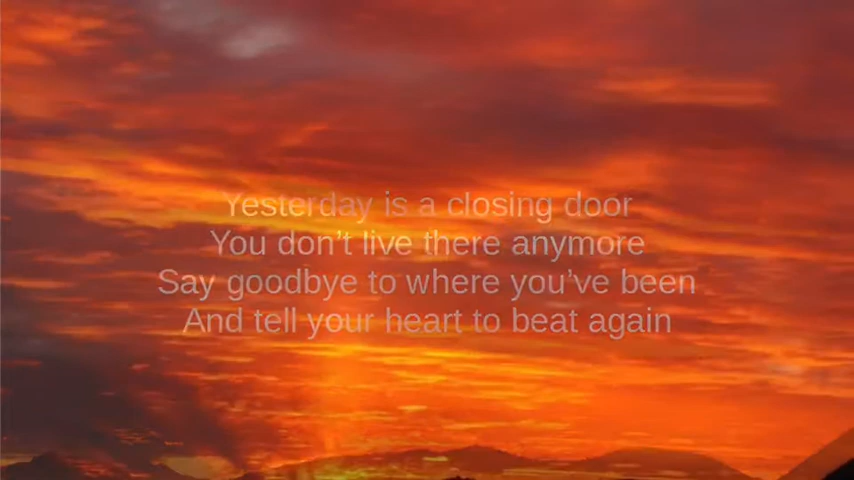 Yesterday is a closing door
You don’t live there anymore
Say goodbye to where you’ve been
And tell your heart to beat again